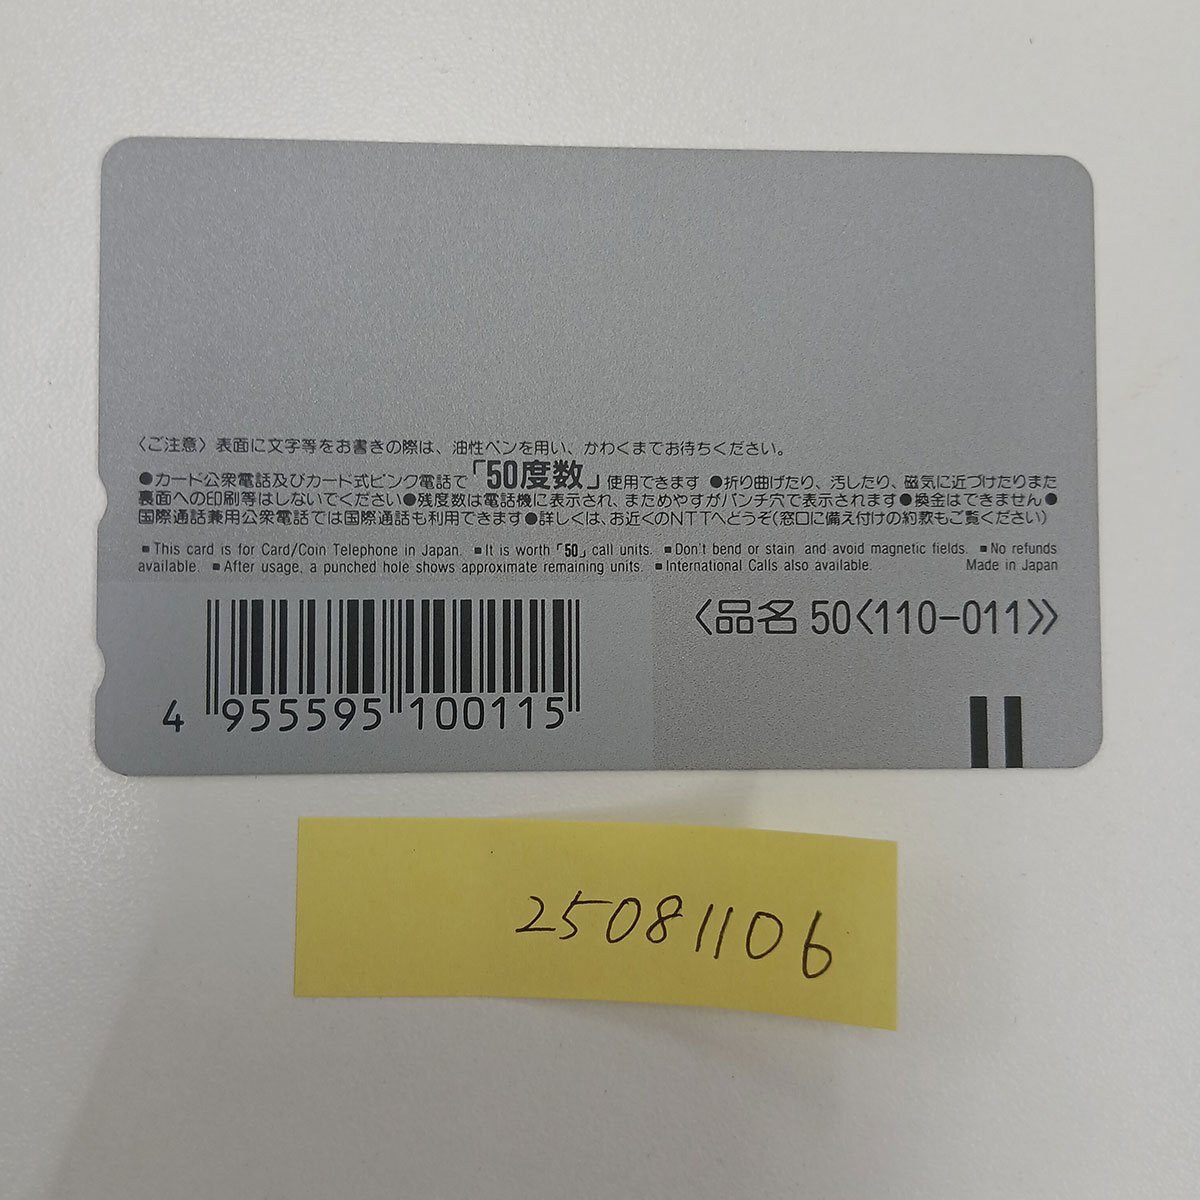 〈ご注意〉表面に文字等をお書きの際は、油性ペンを用い、かわくまでお待ちください。
●カード公衆電話及びカード式ピンク電話で「50度数」使用できます ●折り曲げたり、汚したり、磁気に近づけたりまた
裏面への印刷等はしないでください●残度数は電話機に表示され、まためやすがパンチ穴で表示されます●換金はできません●
国際通話兼用公衆電話では国際通話も利用できます●詳しくは、お近くのNTTへどうぞ(窓口に備え付けの約款もご覧ください)
■This card is for Card/Coin Telephone in Japan. ■It is worth「50」call units. ■Don't bend or stain and avoid magnetic fields. ■No refunds
available. ■After usage, a punched hole shows approximate remaining units. ■International Calls also available. Made in Japan
〈品名 50〈110-011〉〉
4 955595 100115
25081106